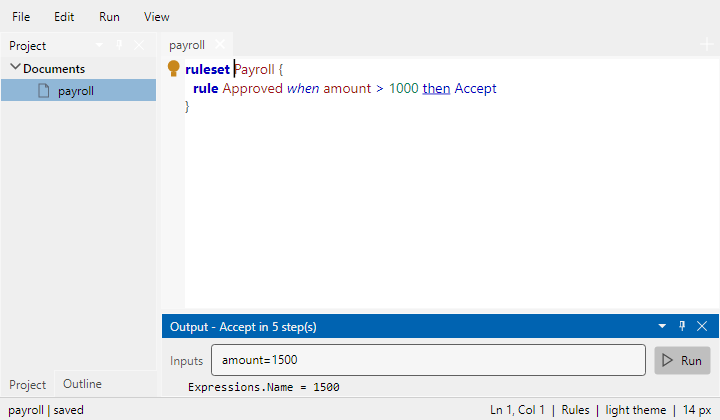 File Edit Run View
Project
payroll
Documents
payroll
ruleset Payroll {
rule Approved when amount > 1000 then Accept
}
Output - Accept in 5 step(s)
Inputs amount=1500 Run
Expressions.Name = 1500
Project Outline
payroll | saved Ln 1, Col 1 | Rules | light theme | 14 px